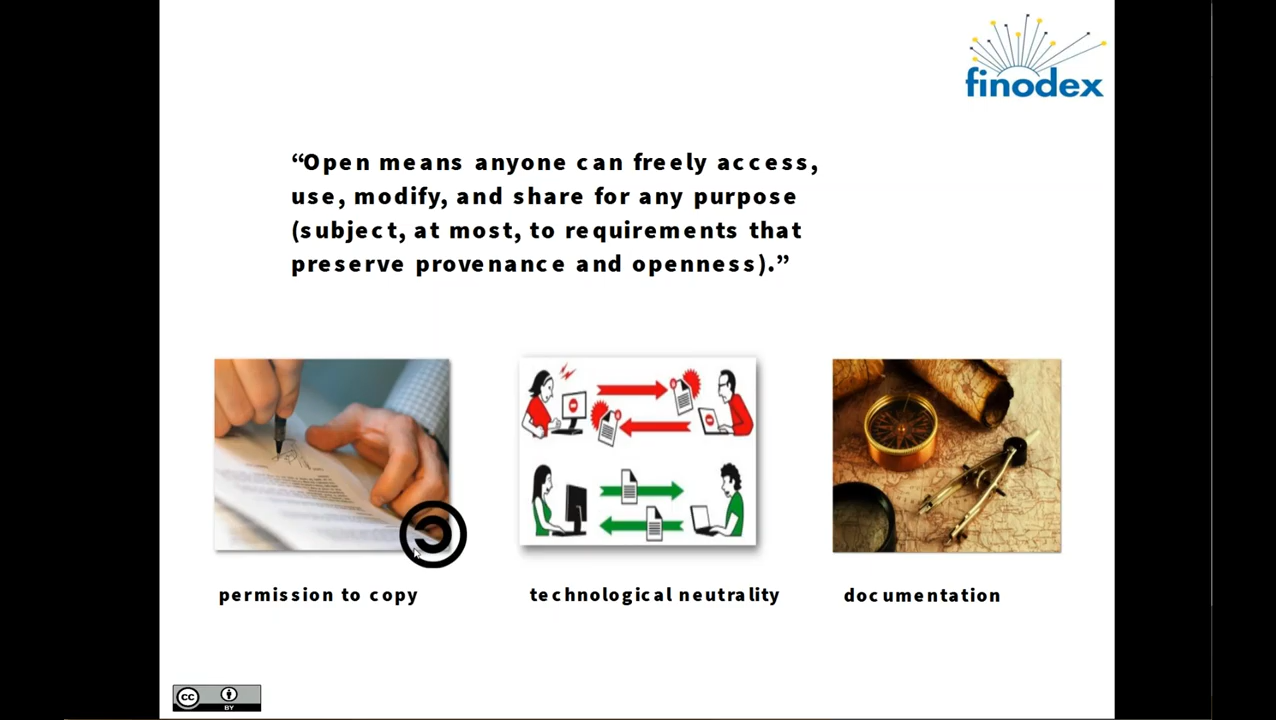 finodex
“Open means anyone can freely access,
use, modify, and share for any purpose
(subject, at most, to requirements that
preserve provenance and openness).”
permission to copy
technological neutrality
documentation
cc
BY